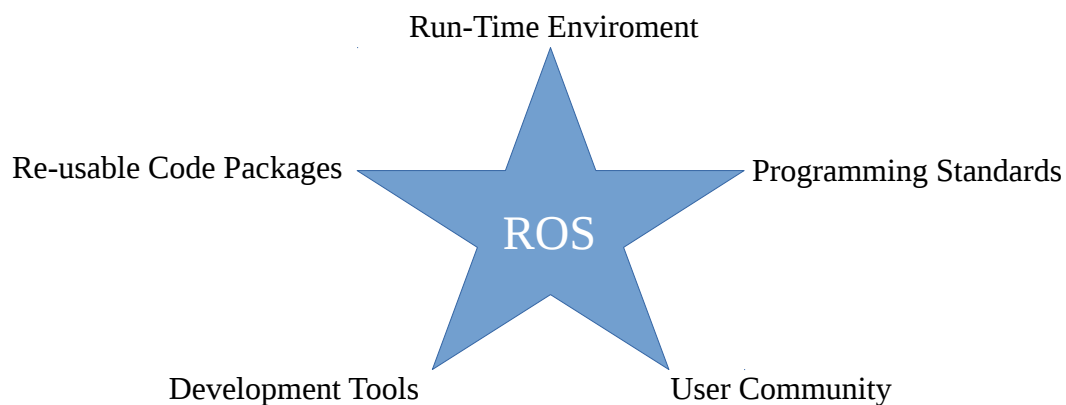 Run-Time Enviroment
Re-usable Code Packages
Programming Standards
ROS
Development Tools
User Community